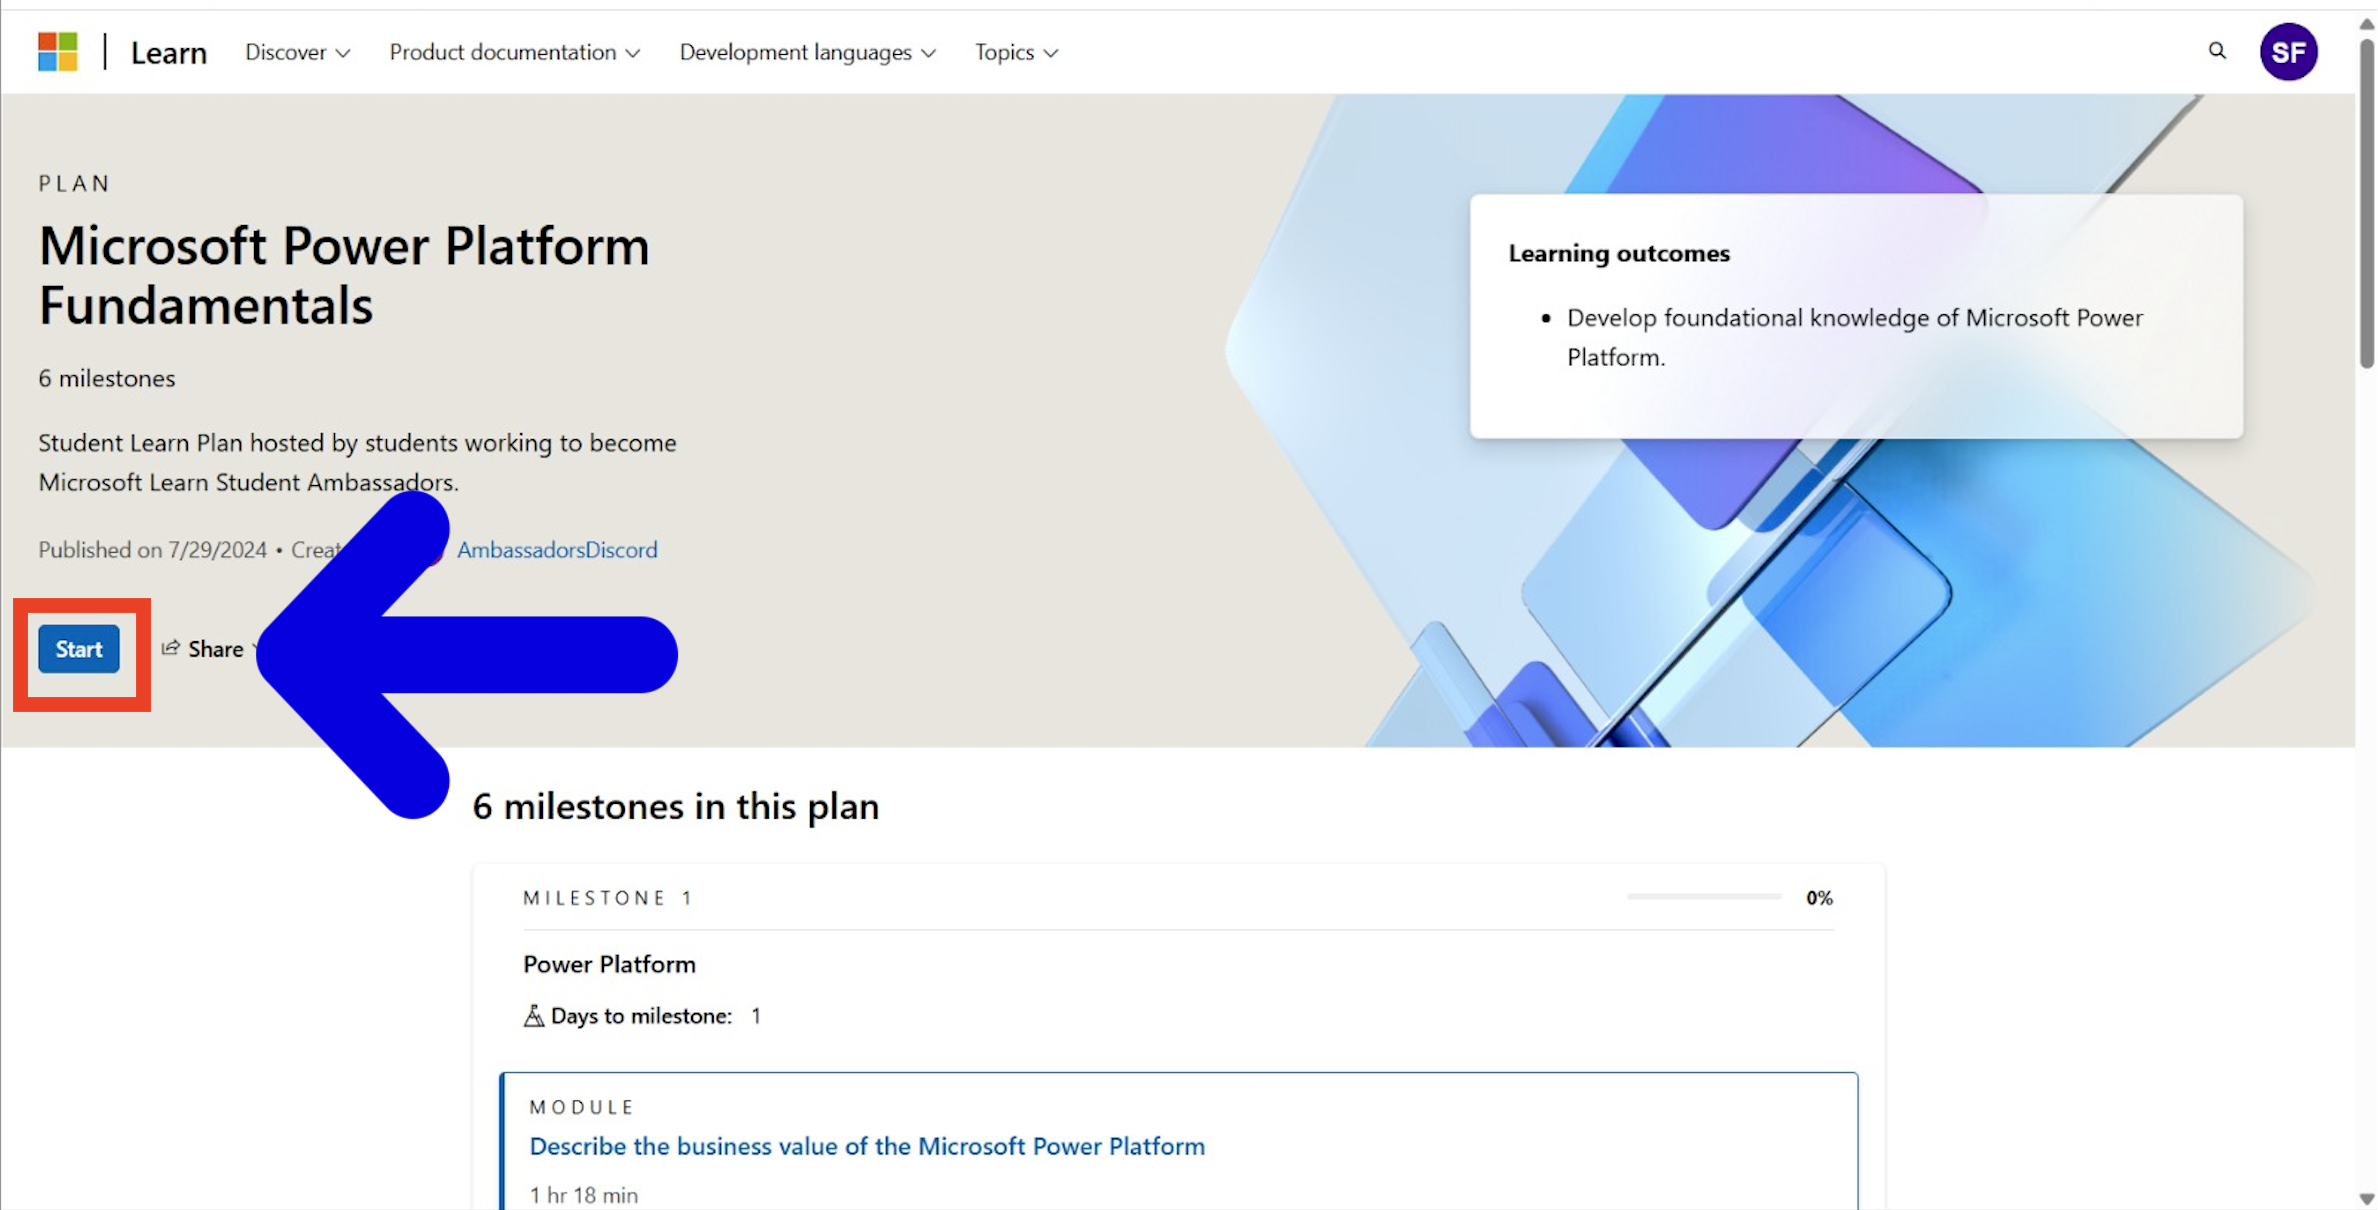 Learn Discover Product documentation Development languages Topics SF
PLAN
Microsoft Power Platform
Fundamentals
6 milestones
Student Learn Plan hosted by students working to become
Microsoft Learn Student Ambassadors.
Published on 7/29/2024 • AmbassadorsDiscord
Start Share
Learning outcomes
• Develop foundational knowledge of Microsoft Power
Platform.
6 milestones in this plan
MILESTONE 1 0%
Power Platform
Days to milestone: 1
MODULE
Describe the business value of the Microsoft Power Platform
1 hr 18 min